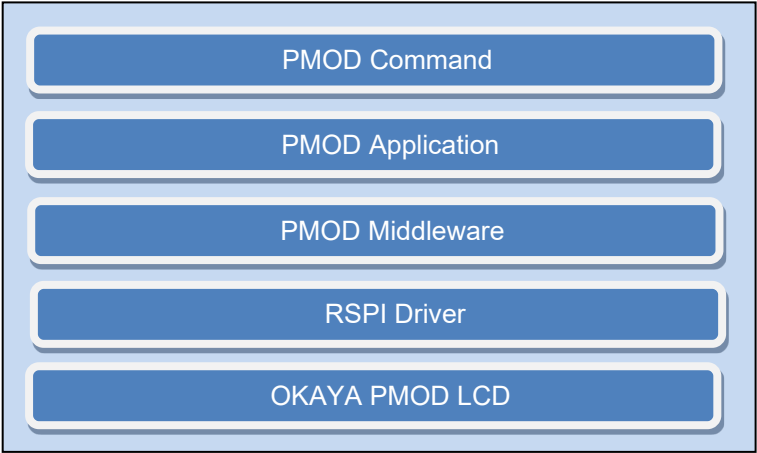 PMOD Command
PMOD Application
PMOD Middleware
RSPI Driver
OKAYA PMOD LCD